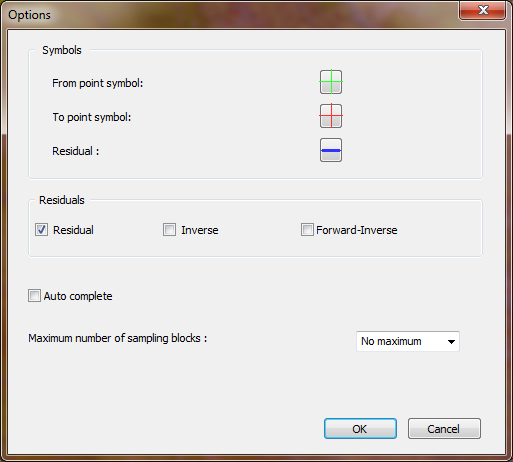 Options
Symbols
From point symbol:
To point symbol:
Residual :
Residuals
Residual Inverse Forward-Inverse
Auto complete
Maximum number of sampling blocks : No maximum
OK Cancel